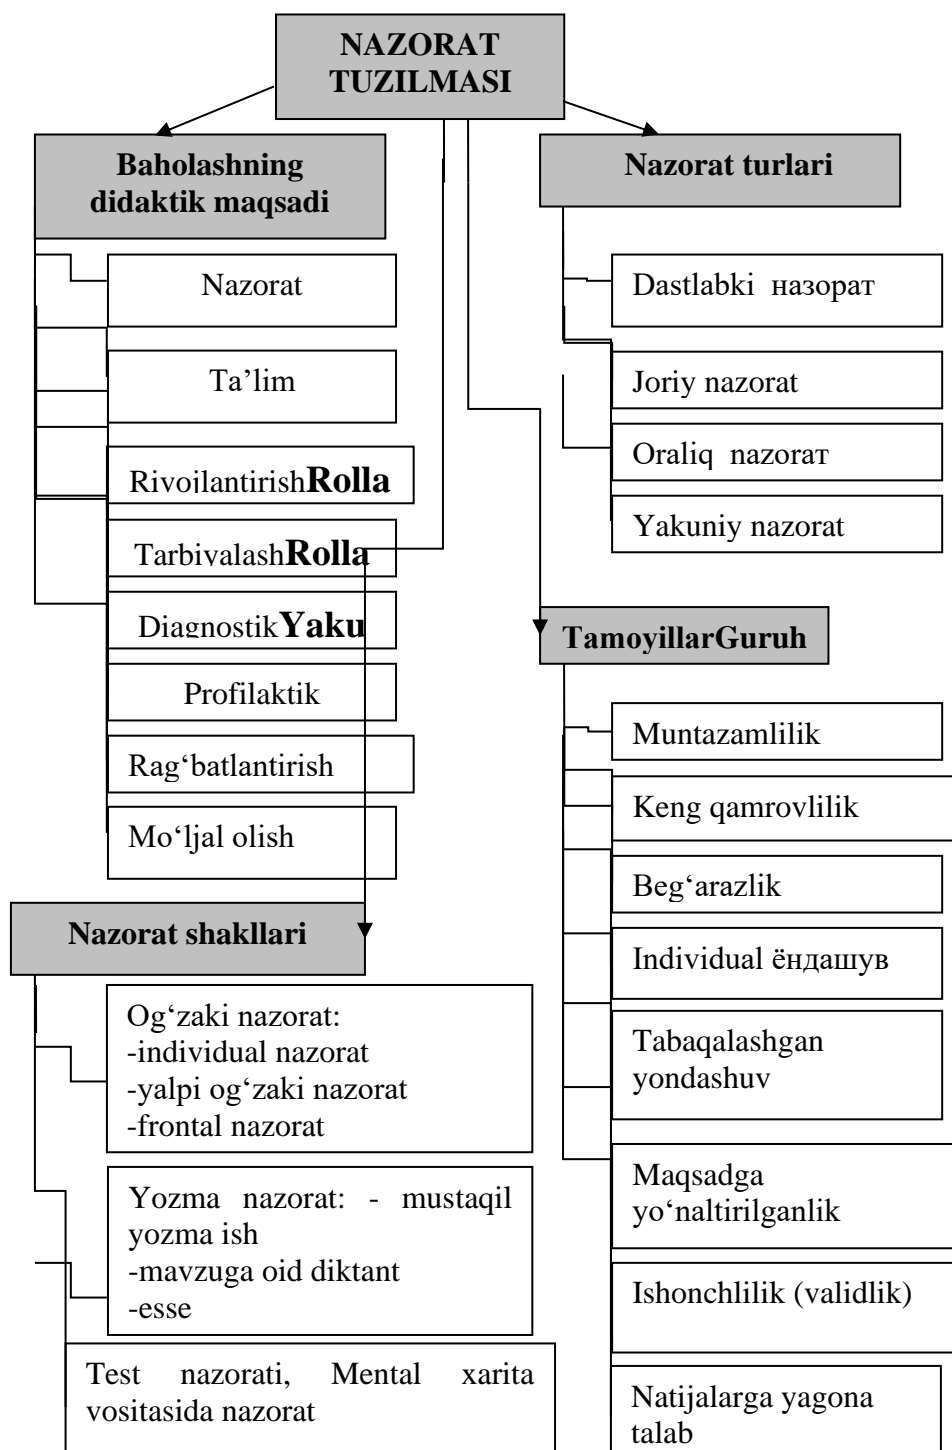 NAZORAT
TUZILMASI
Baholashning
didaktik maqsadi
Nazorat
Ta’lim
RivojlantirishRolla
TarbiyalashRolla
DiagnostikYaku
Profilaktik
Rag‘batlantirish
Mo‘ljal olish
Nazorat turlari
Dastlabki назорат
Joriy nazorat
Oraliq nazoraт
Yakuniy nazorat
TamoyillarGuruh
Muntazamlilik
Keng qamrovlilik
Beg‘arazlik
Individual ёндашув
Tabaqalashgan
yondashuv
Maqsadga
yo‘naltirilganlik
Ishonchlilik (validlik)
Natijalarga yagona
talab
Nazorat shakllari
Og‘zaki nazorat:
-individual nazorat
-yalpi og‘zaki nazorat
-frontal nazorat
Yozma nazorat: - mustaqil
yozma ish
-mavzuga oid diktant
-esse
Test nazorati, Mental xarita
vositasida nazorat